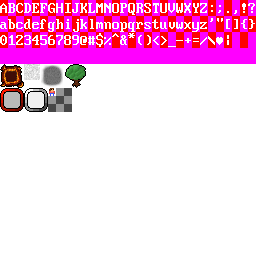 ABCDEFGHIJKLMNOPQRSTUVWXYZ:;.,!?
abcdefghijklmnopqrstuvwxyz'"[]{}
0123456789@#$%^&*()<>_-+=/\♥¦